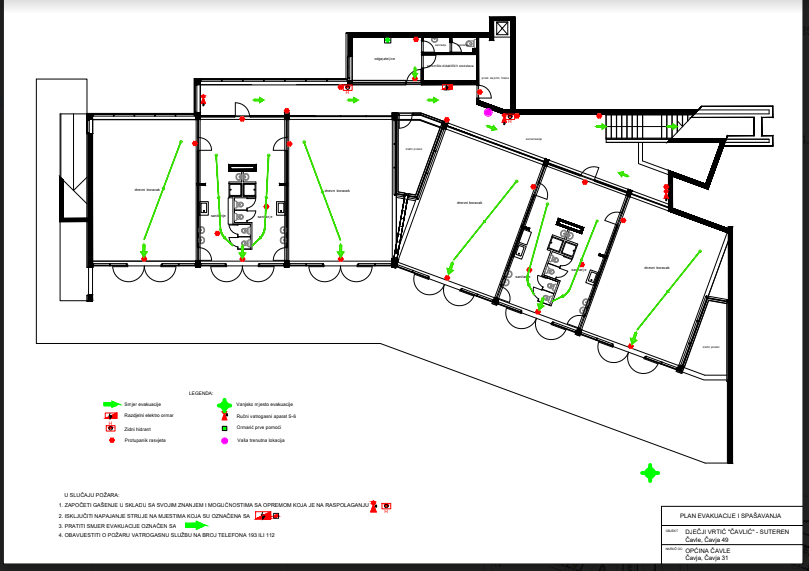 odgajateljice
dnevni boravak
dnevni boravak
dnevni boravak
dnevni boravak
LEGENDA:
Smjer evakuacije
Razdjelni elektro ormar
Zidni hidrant
Protupanik rasvjeta
Vanjsko mjesto evakuacije
Ručni vatrogasni aparat S-6
Ormarić prve pomoći
Vaša trenutna lokacija
U SLUČAJU POŽARA:
1. ZAPOČETI GAŠENJE U SKLADU SA SVOJIM ZNANJEM I MOGUĆNOSTIMA SA OPREMOM KOJA JE NA RASPOLAGANJU
2. ISKLJUČITI NAPAJANJE STRUJE NA MJESTIMA KOJA SU OZNAČENA SA
3. PRATITI SMJER EVAKUACIJE OZNAČEN SA
4. OBAVIJESTITI O POŽARU VATROGASNU SLUŽBU NA BROJ TELEFONA 193 ILI 112
PLAN EVAKUACIJE I SPAŠAVANJA
DJEČJI VRTIĆ "ČAVLIĆ" - SUTEREN
Čavle, Čavja 49
OPĆINA ČAVLE
Čavja, Čavja 31